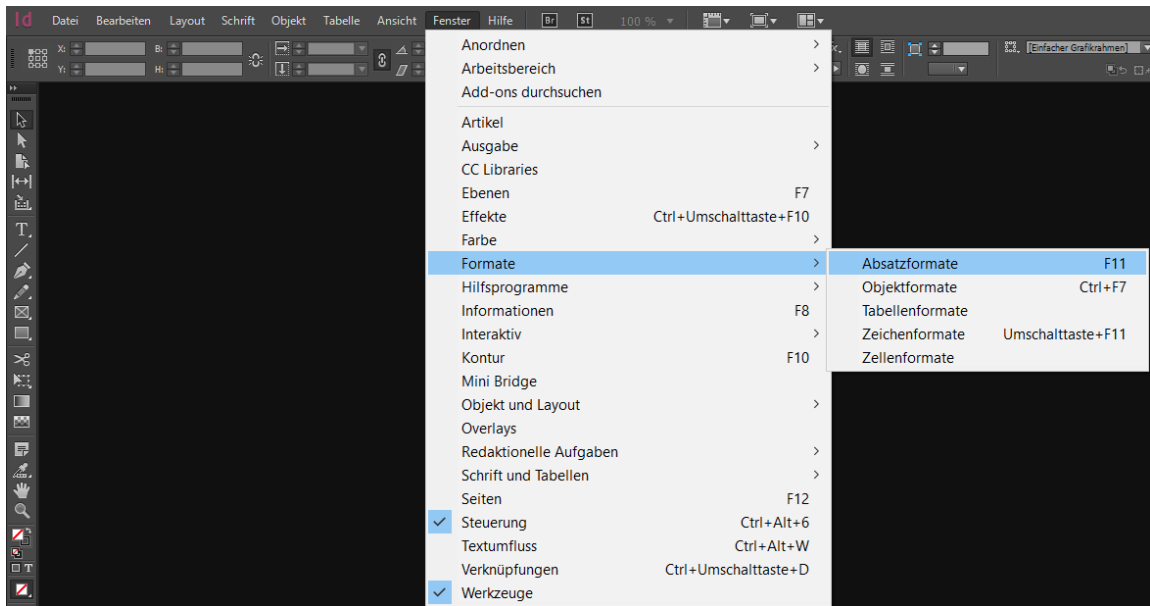 Id Datei Bearbeiten Layout Schrift Objekt Tabelle Ansicht Fenster Hilfe Br St 100 %
X: B:
Y: H:
[Einfacher Grafikrahmen]
Anordnen
Arbeitsbereich
Add-ons durchsuchen
Artikel
Ausgabe
CC Libraries
Ebenen F7
Effekte Ctrl+Umschalttaste+F10
Farbe
Formate
Absatzformate F11
Objektformate Ctrl+F7
Tabellenformate
Zeichenformate Umschalttaste+F11
Zellenformate
Hilfsprogramme
Informationen F8
Interaktiv
Kontur F10
Mini Bridge
Objekt und Layout
Overlays
Redaktionelle Aufgaben
Schrift und Tabellen
Seiten F12
Steuerung Ctrl+Alt+6
Textumfluss Ctrl+Alt+W
Verknüpfungen Ctrl+Umschalttaste+D
Werkzeuge